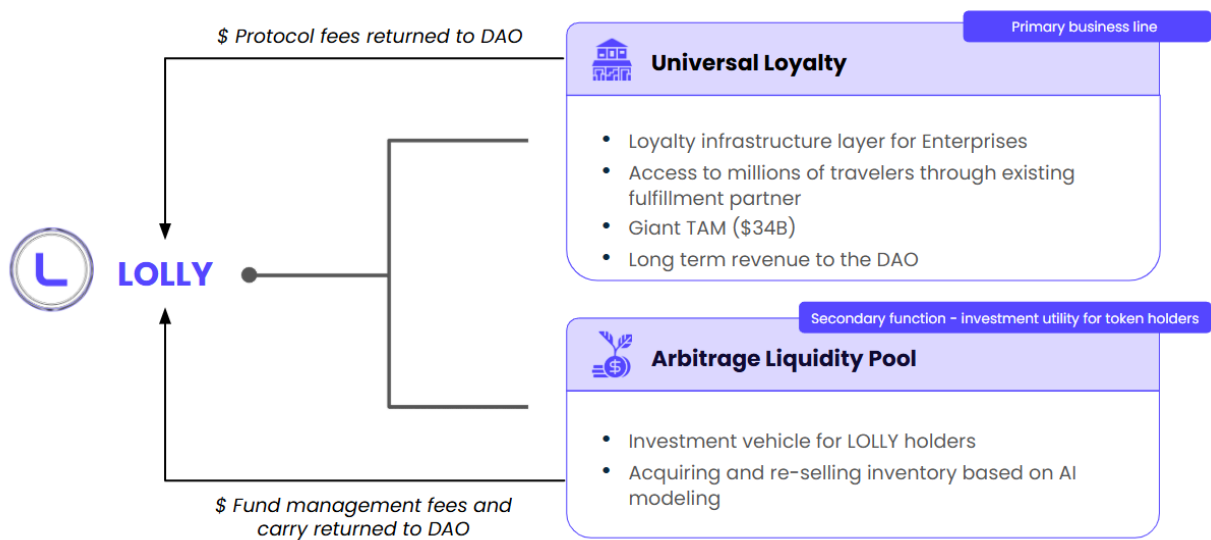 $ Protocol fees returned to DAO
Primary business line
Universal Loyalty
• Loyalty infrastructure layer for Enterprises
• Access to millions of travelers through existing
fulfillment partner
• Giant TAM ($34B)
• Long term revenue to the DAO
L LOLLY
Secondary function - investment utility for token holders
Arbitrage Liquidity Pool
• Investment vehicle for LOLLY holders
• Acquiring and re-selling inventory based on AI
modeling
$ Fund management fees and
carry returned to DAO